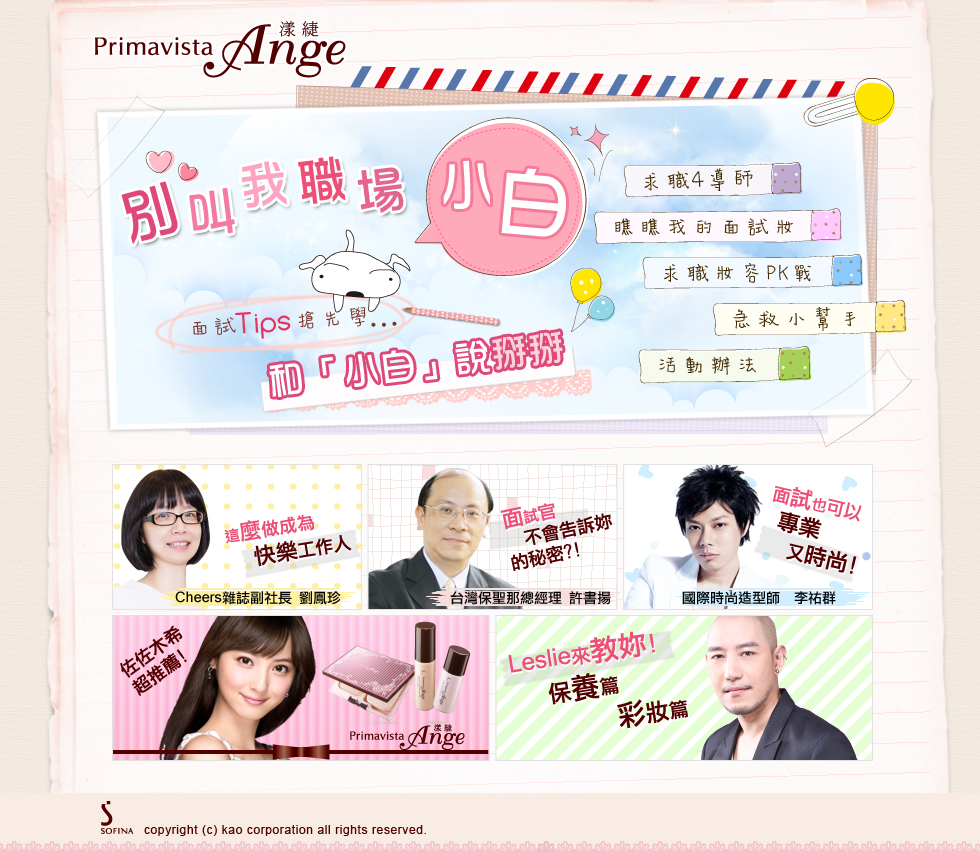 Primavista Ange 漾緁
別叫我職場小白
面試Tips搶先學...
和「小白」說掰掰
求職4導師
瞧瞧我的面試妝
求職妝容PK戰
急救小幫手
活動辦法
這麼做成為
快樂工作人
Cheers雜誌副社長 劉鳳珍
面試官
不會告訴妳
的秘密?!
台灣保聖那總經理 許書揚
面試也可以
專業
又時尚!
國際時尚造型師 李祐群
佐佐木希
超推薦!
Ange
Primavista Ange 漾緁
Leslie來教妳!
保養篇
彩妝篇
SOFINA
copyright (c) kao corporation all rights reserved.